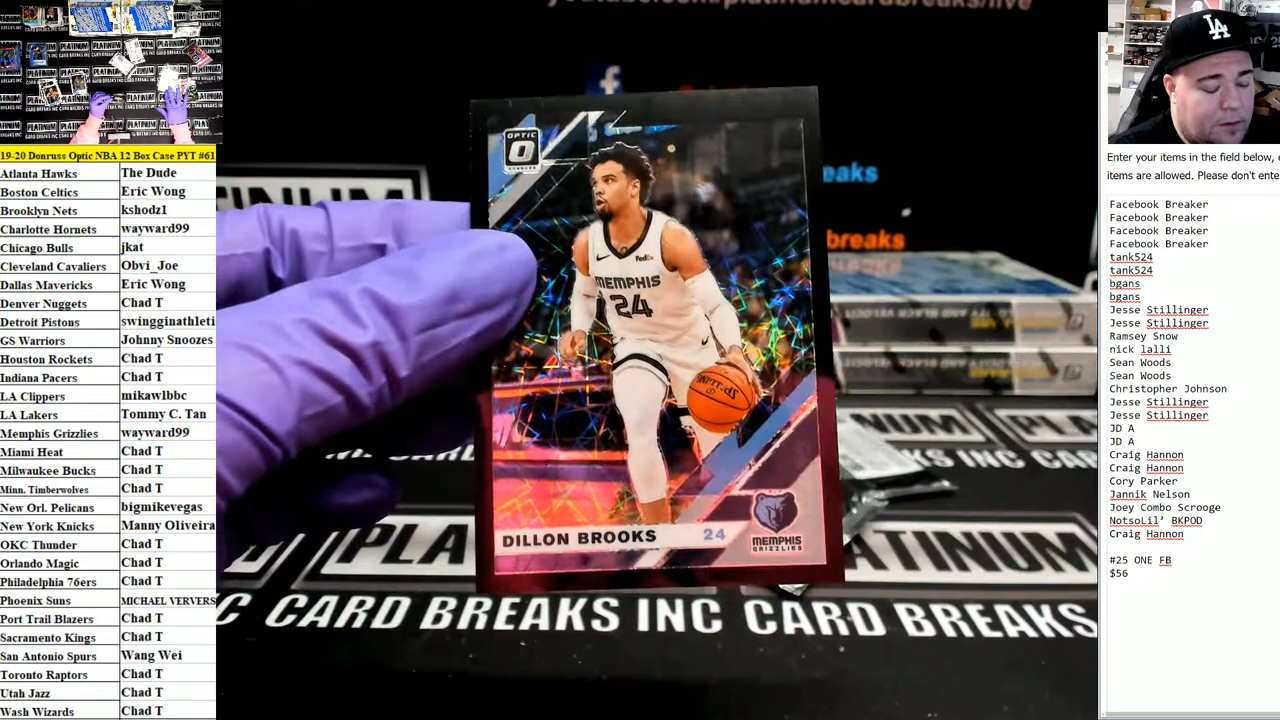 19-20 Donruss Optic NBA 12 Box Case PYT #61
Atlanta Hawks The Dude
Boston Celtics Eric Wong
Brooklyn Nets kshodz1
Charlotte Hornets wayward99
Chicago Bulls jkat
Cleveland Cavaliers Obvi_Joe
Dallas Mavericks Eric Wong
Denver Nuggets Chad T
Detroit Pistons swingginathleti
GS Warriors Johnny Snoozes
Houston Rockets Chad T
Indiana Pacers Chad T
LA Clippers mikawlbbc
LA Lakers Tommy C. Tan
Memphis Grizzlies wayward99
Miami Heat Chad T
Milwaukee Bucks Chad T
Minn. Timberwolves Chad T
New Orl. Pelicans bigmikevegas
New York Knicks Manny Oliveira
OKC Thunder Chad T
Orlando Magic Chad T
Philadelphia 76ers Chad T
Phoenix Suns MICHAEL VERVERS
Port Trail Blazers Chad T
Sacramento Kings Chad T
San Antonio Spurs Wang Wei
Toronto Raptors Chad T
Utah Jazz Chad T
Wash Wizards Chad T
OPTIC
DONRUSS
FedEx
MEMPHIS
24
SPALDING
DILLON BROOKS 24
MEMPHIS
GRIZZLIES
eaks
breaks
PLATINUM
CARD BREAKS INC CARD BREAKS
LA
Enter your items in the field below,
items are allowed. Please don't ente
Facebook Breaker
Facebook Breaker
Facebook Breaker
Facebook Breaker
tank524
tank524
bgans
bgans
Jesse Stillinger
Jesse Stillinger
Ramsey Snow
nick lalli
Sean Woods
Sean Woods
Christopher Johnson
Jesse Stillinger
Jesse Stillinger
JD A
JD A
Craig Hannon
Craig Hannon
Cory Parker
Jannik Nelson
Joey Combo Scrooge
NotsoLil' BKPOD
Craig Hannon
#25 ONE FB
$56